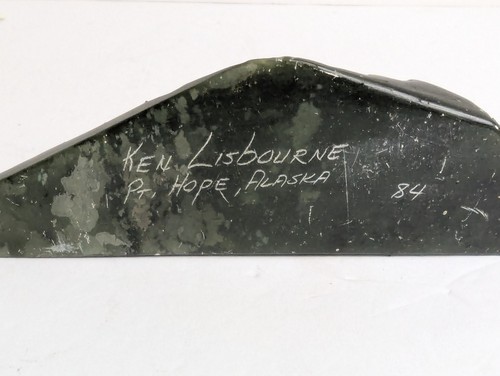 KEN LISBOURNE
PT, HOPE, ALASKA 84